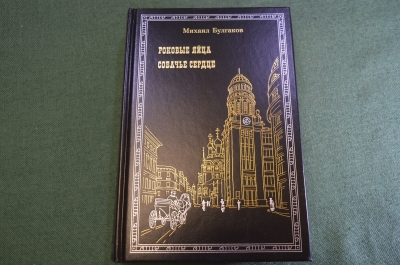 Михаил Булгаков
РОКОВЫЕ ЯЙЦА
СОБАЧЬЕ СЕРДЦЕ